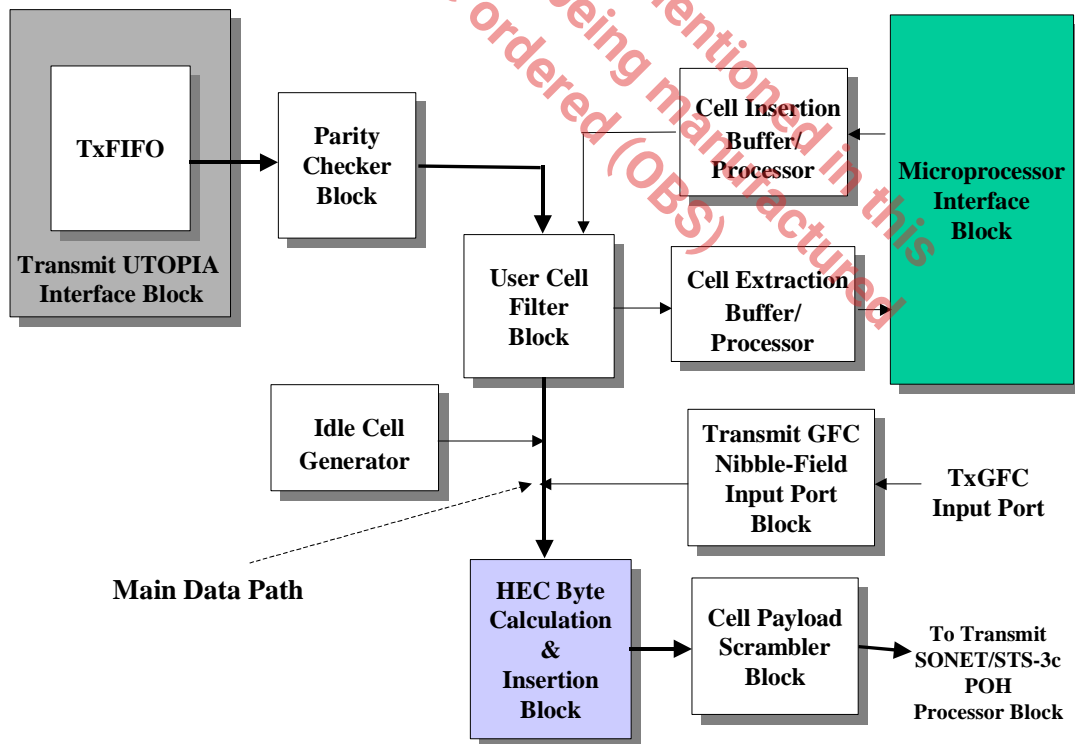 TxFIFO
Transmit UTOPIA
Interface Block
Parity
Checker
Block
Cell Insertion
Buffer/
Processor
Microprocessor
Interface
Block
User Cell
Filter
Block
Cell Extraction
Buffer/
Processor
Idle Cell
Generator
Transmit GFC
Nibble-Field
Input Port
Block
TxGFC
Input Port
Main Data Path
HEC Byte
Calculation
&
Insertion
Block
Cell Payload
Scrambler
Block
To Transmit
SONET/STS-3c
POH
Processor Block
mentioned in this
being manufactured
ordered (OBS)